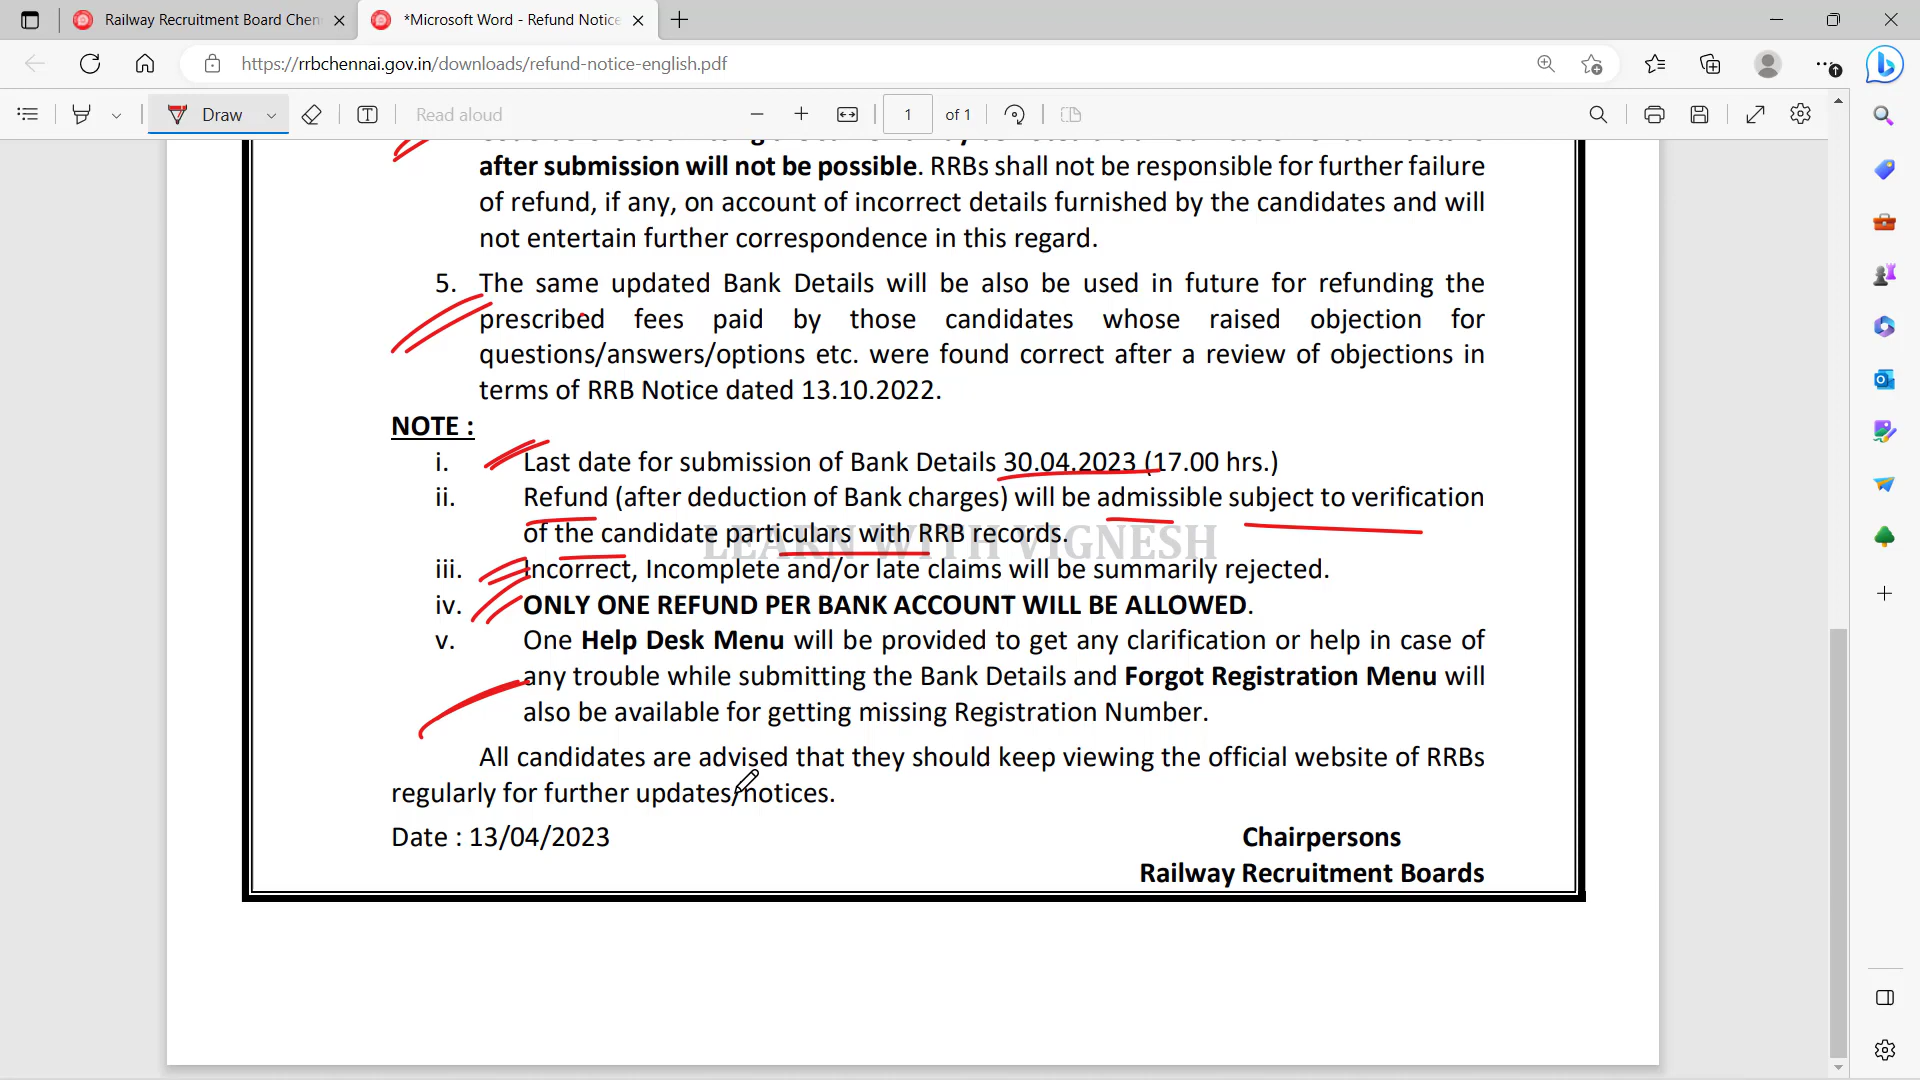 Railway Recruitment Board Chen
*Microsoft Word - Refund Notice
https://rrbchennai.gov.in/downloads/refund-notice-english.pdf
Draw
Read aloud
1 of 1
after submission will not be possible. RRBs shall not be responsible for further failure
of refund, if any, on account of incorrect details furnished by the candidates and will
not entertain further correspondence in this regard.
5. The same updated Bank Details will be also be used in future for refunding the
prescribed fees paid by those candidates whose raised objection for
questions/answers/options etc. were found correct after a review of objections in
terms of RRB Notice dated 13.10.2022.
NOTE :
i. Last date for submission of Bank Details 30.04.2023 (17.00 hrs.)
ii. Refund (after deduction of Bank charges) will be admissible subject to verification
of the candidate particulars with RRB records.
LEARN WITH VIGNESH
iii. Incorrect, Incomplete and/or late claims will be summarily rejected.
iv. ONLY ONE REFUND PER BANK ACCOUNT WILL BE ALLOWED.
v. One Help Desk Menu will be provided to get any clarification or help in case of
any trouble while submitting the Bank Details and Forgot Registration Menu will
also be available for getting missing Registration Number.
All candidates are advised that they should keep viewing the official website of RRBs
regularly for further updates/notices.
Date : 13/04/2023
Chairpersons
Railway Recruitment Boards